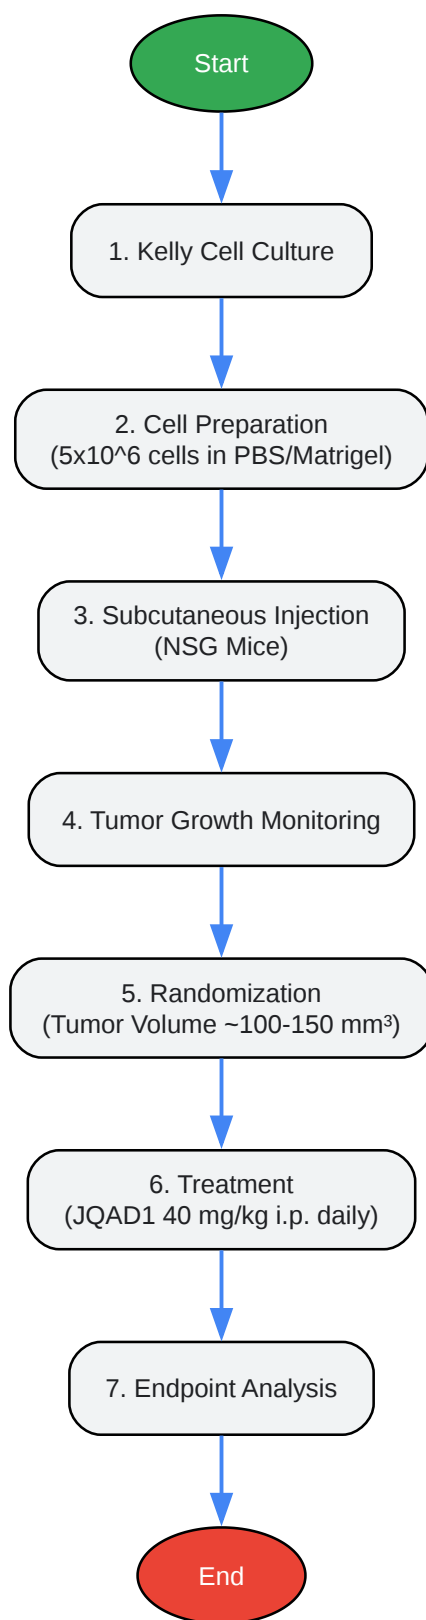 Start
1. Kelly Cell Culture
2. Cell Preparation
(5x10^6 cells in PBS/Matrigel)
3. Subcutaneous Injection
(NSG Mice)
4. Tumor Growth Monitoring
5. Randomization
(Tumor Volume ~100-150 mm³)
6. Treatment
(JQAD1 40 mg/kg i.p. daily)
7. Endpoint Analysis
End